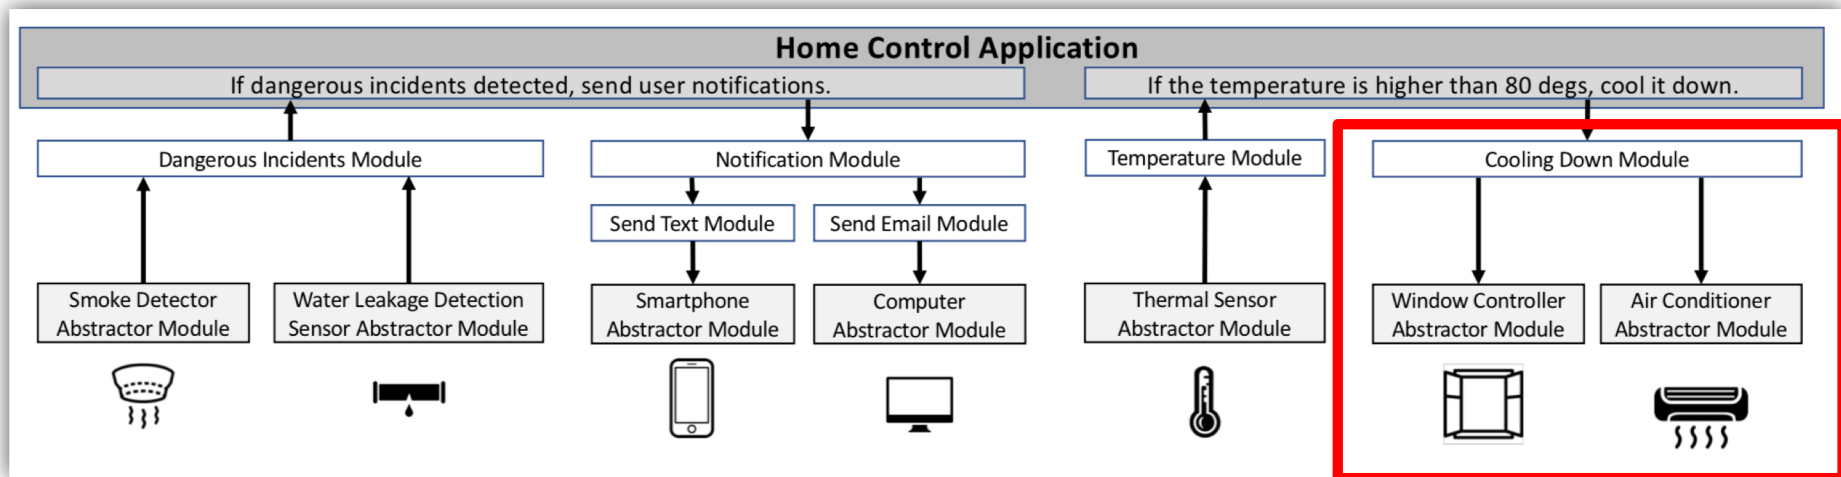 Home Control Application
If dangerous incidents detected, send user notifications.
If the temperature is higher than 80 degs, cool it down.
Dangerous Incidents Module
Notification Module
Temperature Module
Cooling Down Module
Send Text Module
Send Email Module
Smoke Detector
Abstractor Module
Water Leakage Detection
Sensor Abstractor Module
Smartphone
Abstractor Module
Computer
Abstractor Module
Thermal Sensor
Abstractor Module
Window Controller
Abstractor Module
Air Conditioner
Abstractor Module